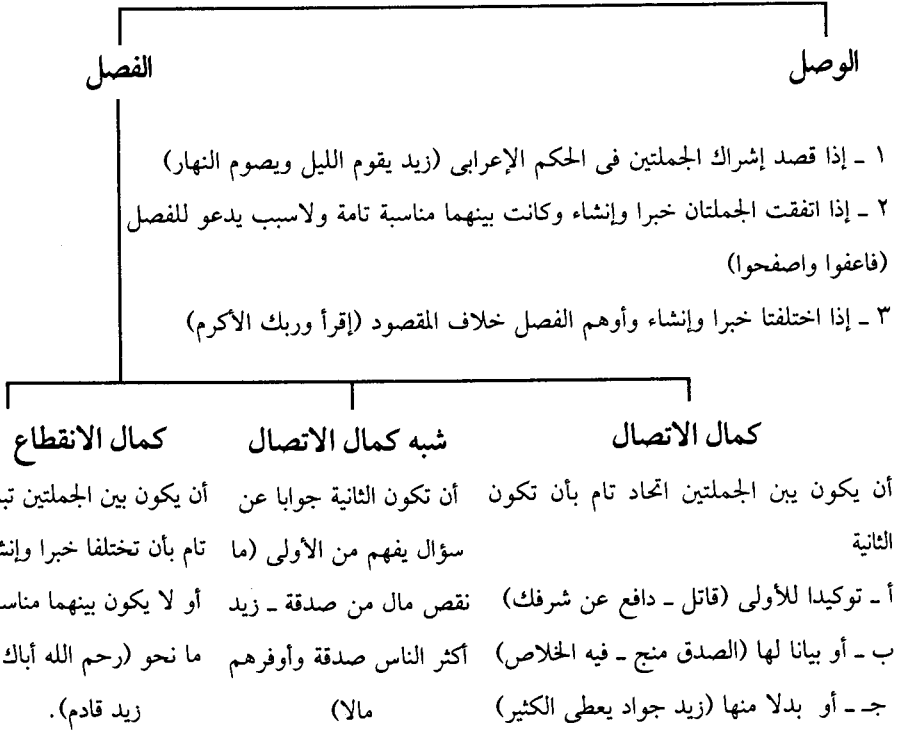 الوصل
الفصل
١ ـ إذا قصد إشراك الجملتين فى الحكم الإعرابى (زيد يقوم الليل ويصوم النهار)
٢ ـ إذا اتفقت الجملتان خبرا وإنشاء وكانت بينهما مناسبة تامة ولاسبب يدعو للفصل
(فاعفوا واصفحوا)
٣ ـ إذا اختلفتا خبرا وإنشاء وأوهم الفصل خلاف المقصود (إقرأ وربك الأكرم)
كمال الاتصال
أن يكون يبن الجملتين اتحاد تام بأن تكون
الثانية
أ ـ توكيدا للأولى (قاتل ـ دافع عن شرفك)
ب ـ أو بيانا لها (الصدق منج ـ فيه الخلاص)
جـ ـ أو بدلا منها (زيد جواد يعطى الكثير)
شبه كمال الاتصال
أن تكون الثانية جوابا عن
سؤال يفهم من الأولى (ما
نقص مال من صدقة ـ زيد
أكثر الناس صدقة وأوفرهم
مالا)
كمال الانقطاع
أن يكون بين الجملتين
تام بأن تختلفا خبرا
أو لا يكون بينهما
ما نحو (رحم الله أباك
زيد قادم).